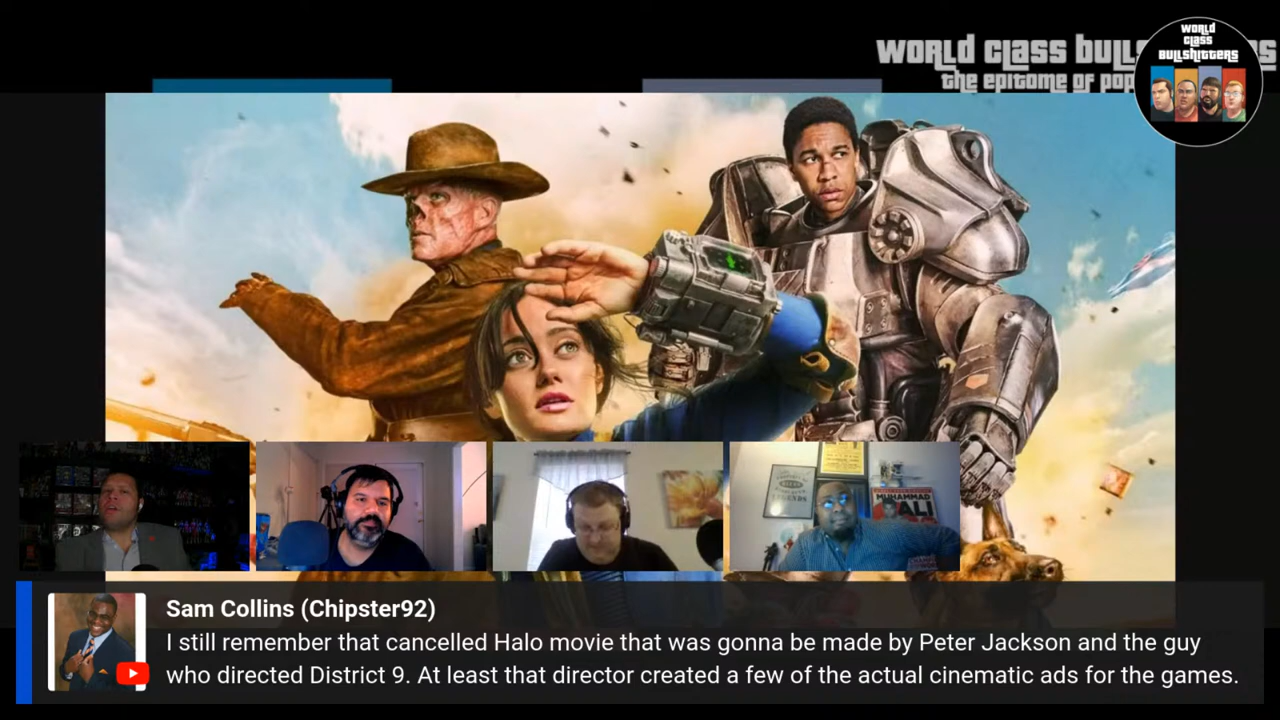 WORLD CLASS BULL
THE EPITOME OF POP
WORLD
CLASS
BULLSHITTERS
MUHAMMAD
ALI
LEGENDS
Sam Collins (Chipster92)
I still remember that cancelled Halo movie that was gonna be made by Peter Jackson and the guy
who directed District 9. At least that director created a few of the actual cinematic ads for the games.